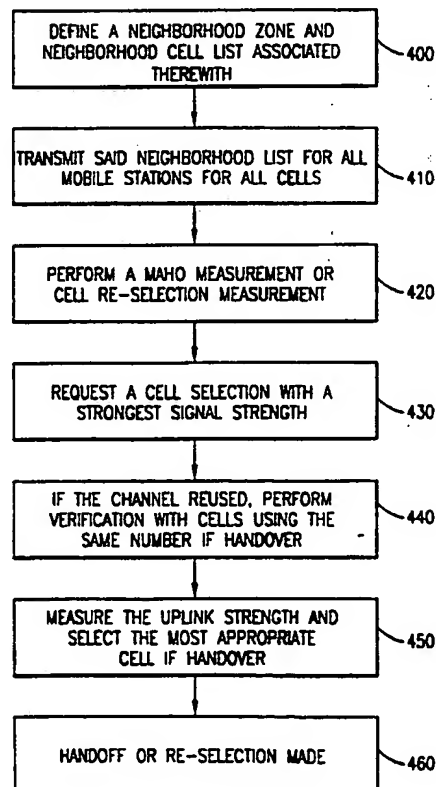 DEFINE A NEIGHBORHOOD ZONE AND
NEIGHBORHOOD CELL LIST ASSOCIATED
THEREWITH
400
TRANSMIT SAID NEIGHBORHOOD LIST FOR ALL
MOBILE STATIONS FOR ALL CELLS
410
PERFORM A MAHO MEASUREMENT OR
CELL RE-SELECTION MEASUREMENT
420
REQUEST A CELL SELECTION WITH A
STRONGEST SIGNAL STRENGTH
430
IF THE CHANNEL REUSED, PERFORM
VERIFICATION WITH CELLS USING THE
SAME NUMBER IF HANDOVER
440
MEASURE THE UPLINK STRENGTH AND
SELECT THE MOST APPROPRIATE
CELL IF HANDOVER
450
HANDOFF OR RE-SELECTION MADE
460